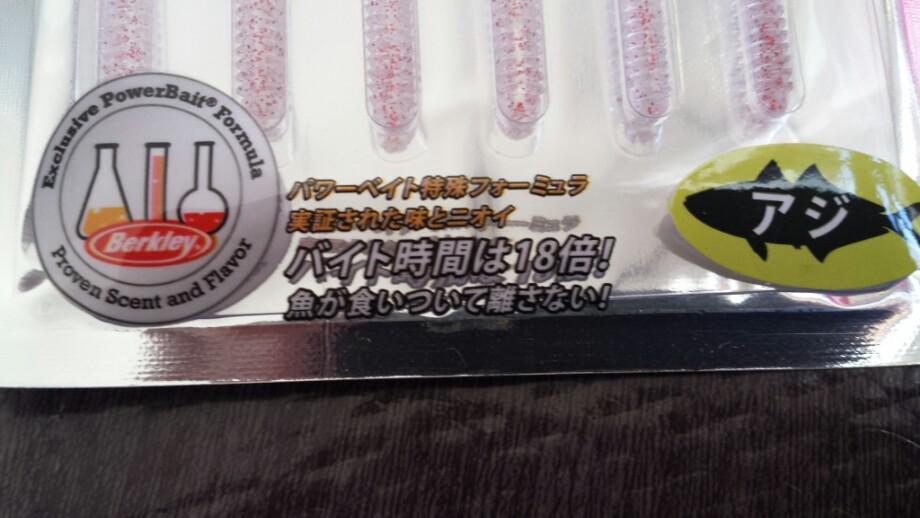 Exclusive PowerBait® Formula
Berkley
Proven Scent and Flavor
パワーベイト特殊フォーミュラ
実証された味とニオイ
バイト時間は18倍!
魚が食いついて離さない!
アジ